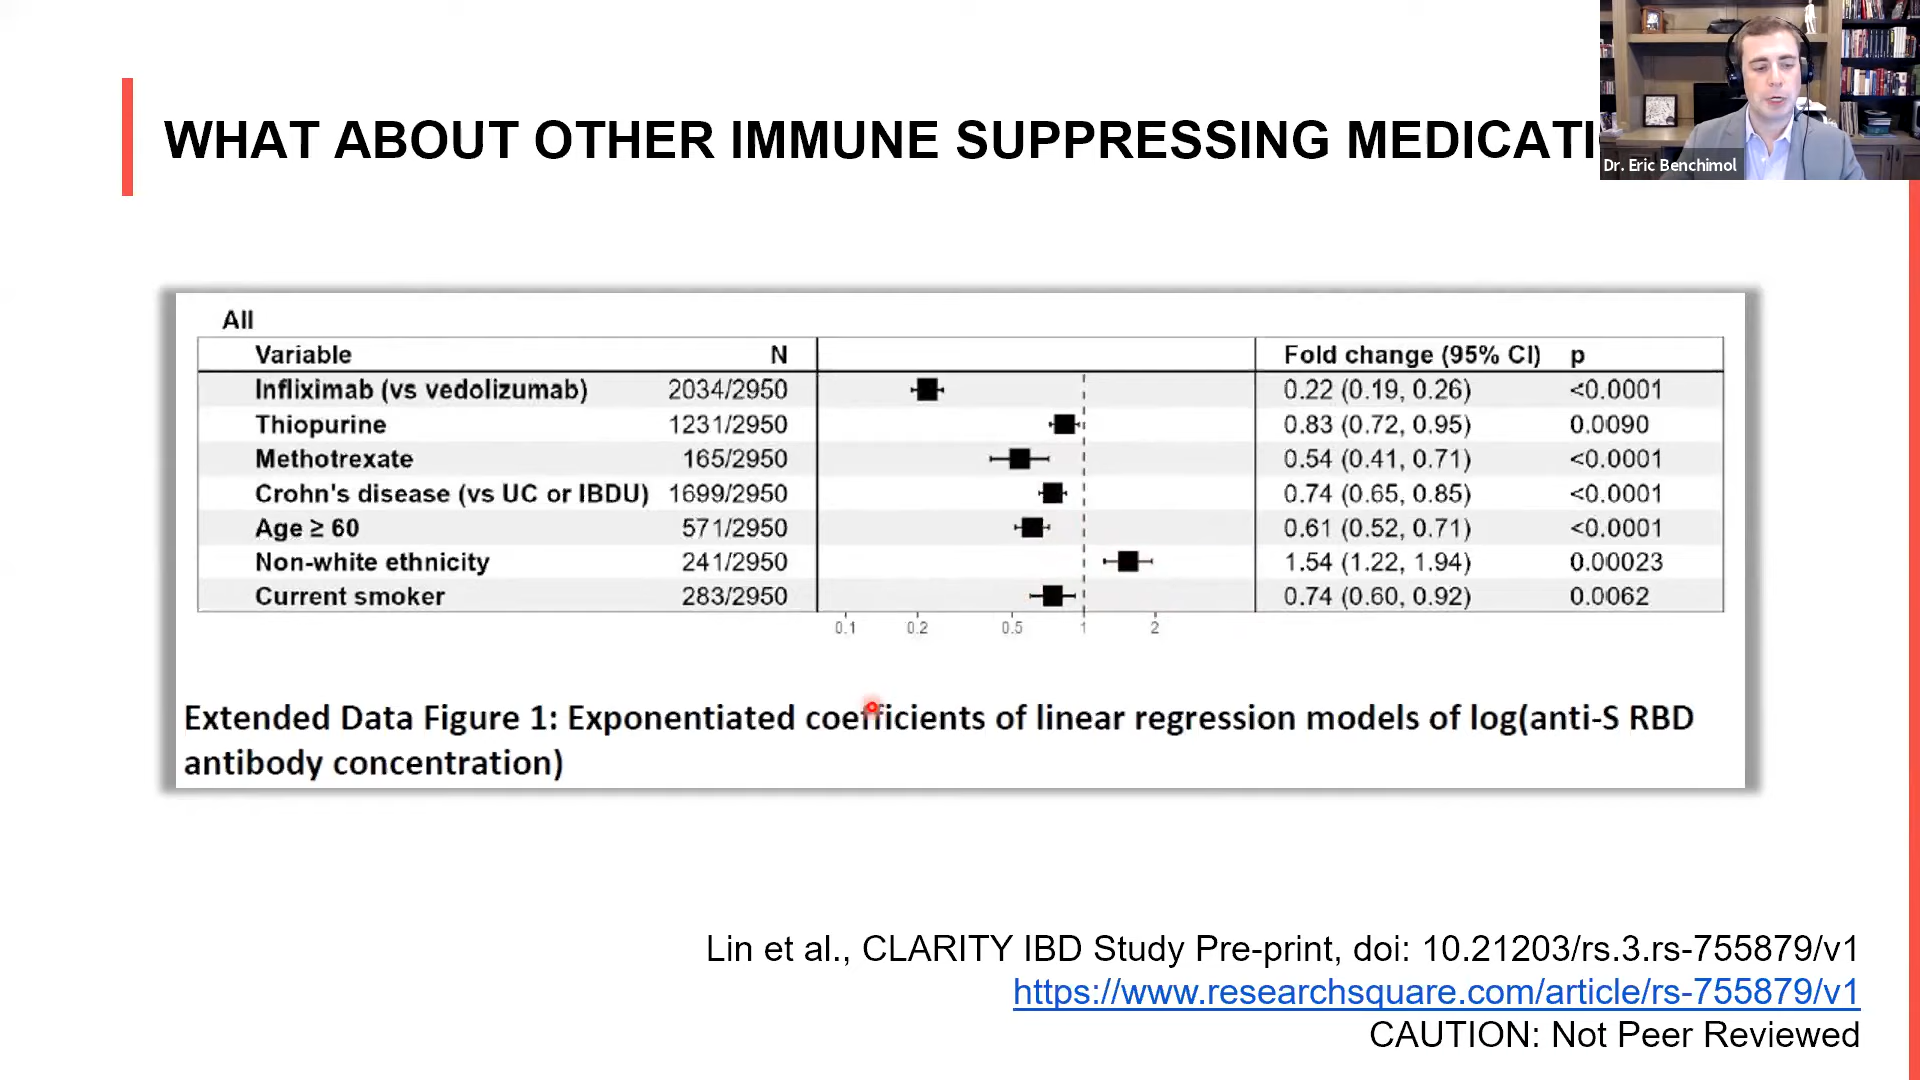 WHAT ABOUT OTHER IMMUNE SUPPRESSING MEDICATI
Dr. Eric Benchimol
All
Variable N Fold change (95% CI) p
Infliximab (vs vedolizumab) 2034/2950 0.22 (0.19, 0.26) <0.0001
Thiopurine 1231/2950 0.83 (0.72, 0.95) 0.0090
Methotrexate 165/2950 0.54 (0.41, 0.71) <0.0001
Crohn's disease (vs UC or IBDU) 1699/2950 0.74 (0.65, 0.85) <0.0001
Age ≥ 60 571/2950 0.61 (0.52, 0.71) <0.0001
Non-white ethnicity 241/2950 1.54 (1.22, 1.94) 0.00023
Current smoker 283/2950 0.74 (0.60, 0.92) 0.0062
0.1 0.2 0.5 1 2
Extended Data Figure 1: Exponentiated coefficients of linear regression models of log(anti-S RBD
antibody concentration)
Lin et al., CLARITY IBD Study Pre-print, doi: 10.21203/rs.3.rs-755879/v1
https://www.researchsquare.com/article/rs-755879/v1
CAUTION: Not Peer Reviewed